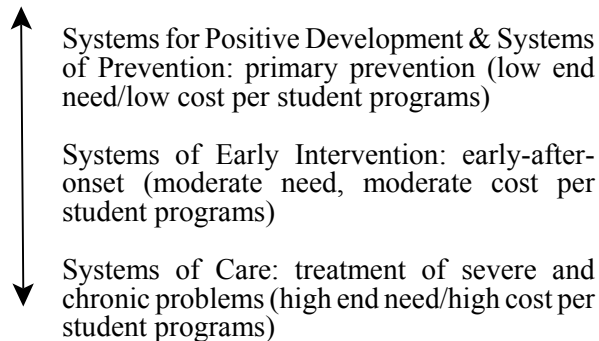 Systems for Positive Development & Systems
of Prevention: primary prevention (low end
need/low cost per student programs)
Systems of Early Intervention: early-after-
onset (moderate need, moderate cost per
student programs)
Systems of Care: treatment of severe and
chronic problems (high end need/high cost per
student programs)